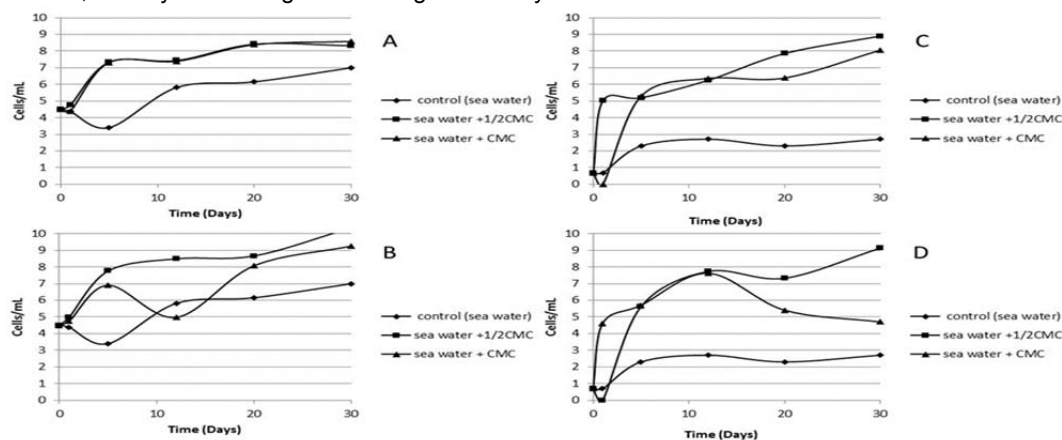 10
9
8
7
6
5
4
3
2
1
0
Cells/mL
0 10 20 30
Time (Days)
A
control (sea water)
sea water +1/2CMC
sea water + CMC
10
9
8
7
6
5
4
3
2
1
0
Cells/mL
0 10 20 30
Time (Days)
C
control (sea water)
sea water +1/2CMC
sea water + CMC
10
9
8
7
6
5
4
3
2
1
0
Cells/mL
0 10 20 30
Time (Days)
B
control (sea water)
sea water +1/2CMC
sea water + CMC
10
9
8
7
6
5
4
3
2
1
0
Cells/mL
0 10 20 30
Time (Days)
D
control (sea water)
sea water +1/2CMC
sea water + CMC